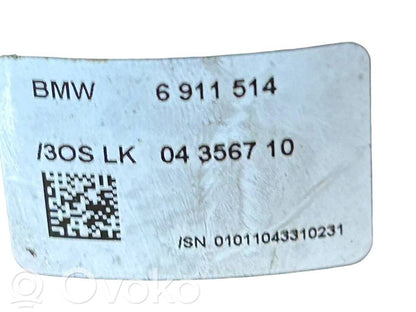 BMW 6 911 514
/3OS LK 04 3567 10
/SN 01011043310231
© Ovoko